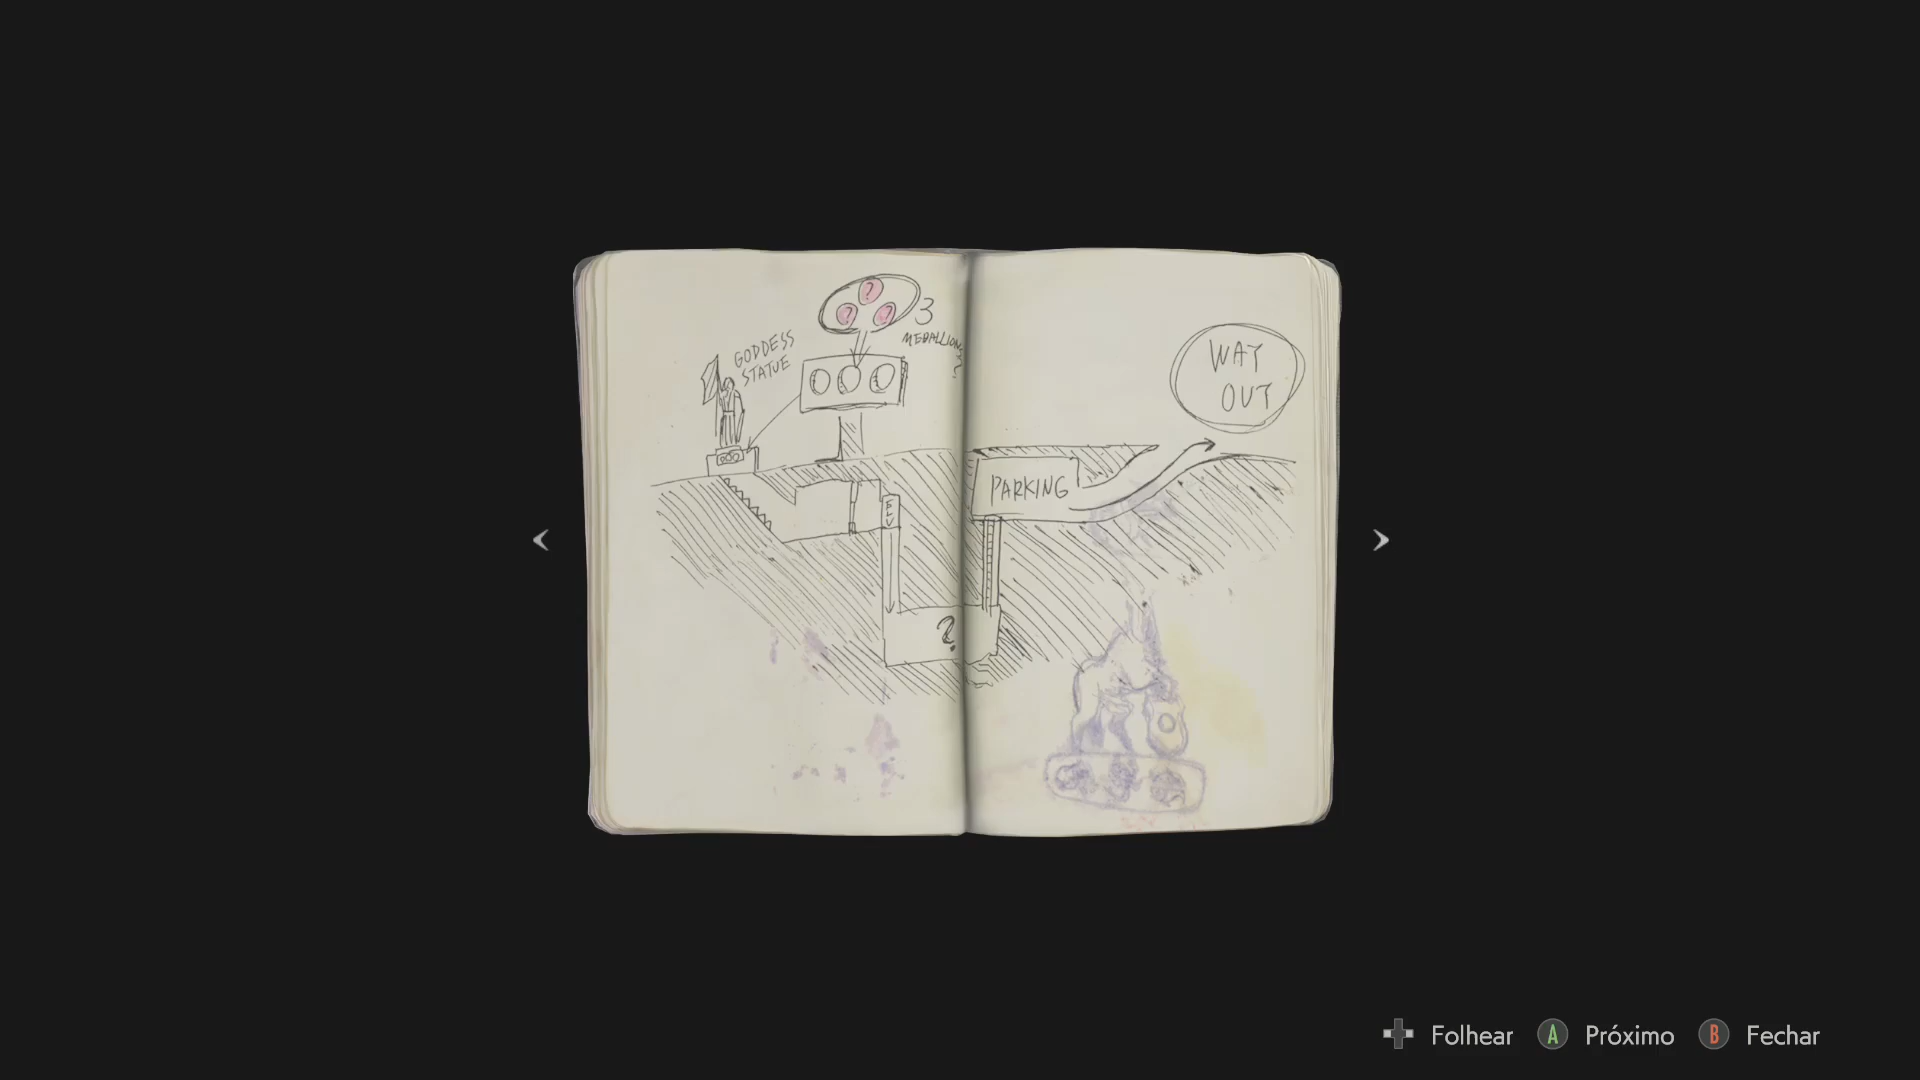 3
MEDALLIONS?
GODDESS
STATUE
? ? ?
WAY
OUT
PARKING
ELV
?
Folhear
A Próximo
B Fechar